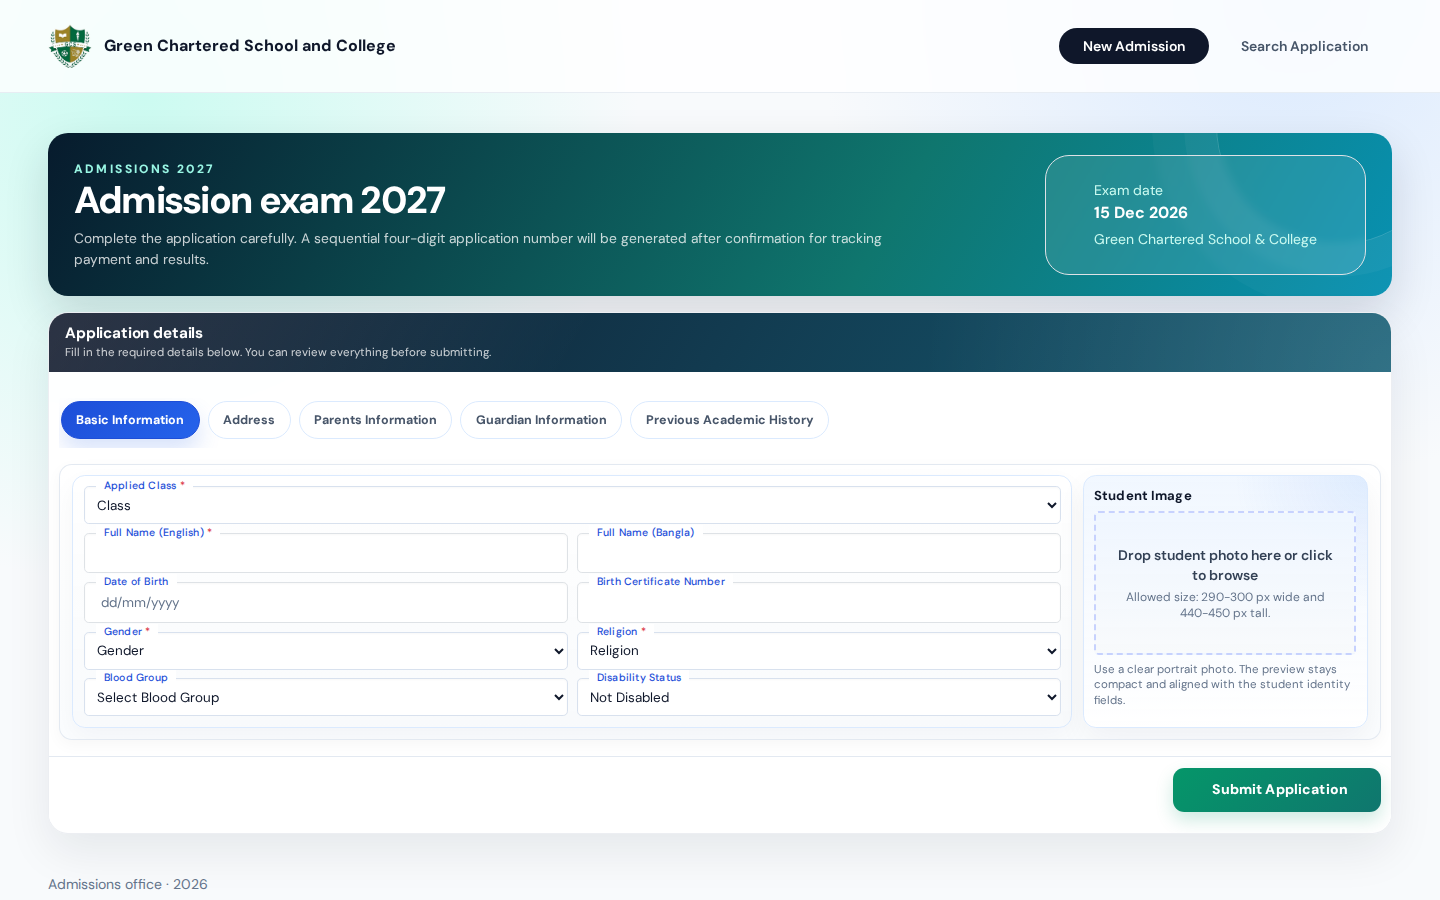 Green Chartered School and College
New Admission
Search Application
ADMISSIONS 2027
Admission exam 2027
Complete the application carefully. A sequential four-digit application number will be generated after confirmation for tracking
payment and results.
Exam date
15 Dec 2026
Green Chartered School & College
Application details
Fill in the required details below. You can review everything before submitting.
Basic Information
Address
Parents Information
Guardian Information
Previous Academic History
Applied Class *
Class
Full Name (English) *
Full Name (Bangla)
Date of Birth
dd/mm/yyyy
Birth Certificate Number
Gender *
Gender
Religion *
Religion
Blood Group
Select Blood Group
Disability Status
Not Disabled
Student Image
Drop student photo here or click
to browse
Allowed size: 290-300 px wide and
440-450 px tall.
Use a clear portrait photo. The preview stays
compact and aligned with the student identity
fields.
Submit Application
Admissions office · 2026